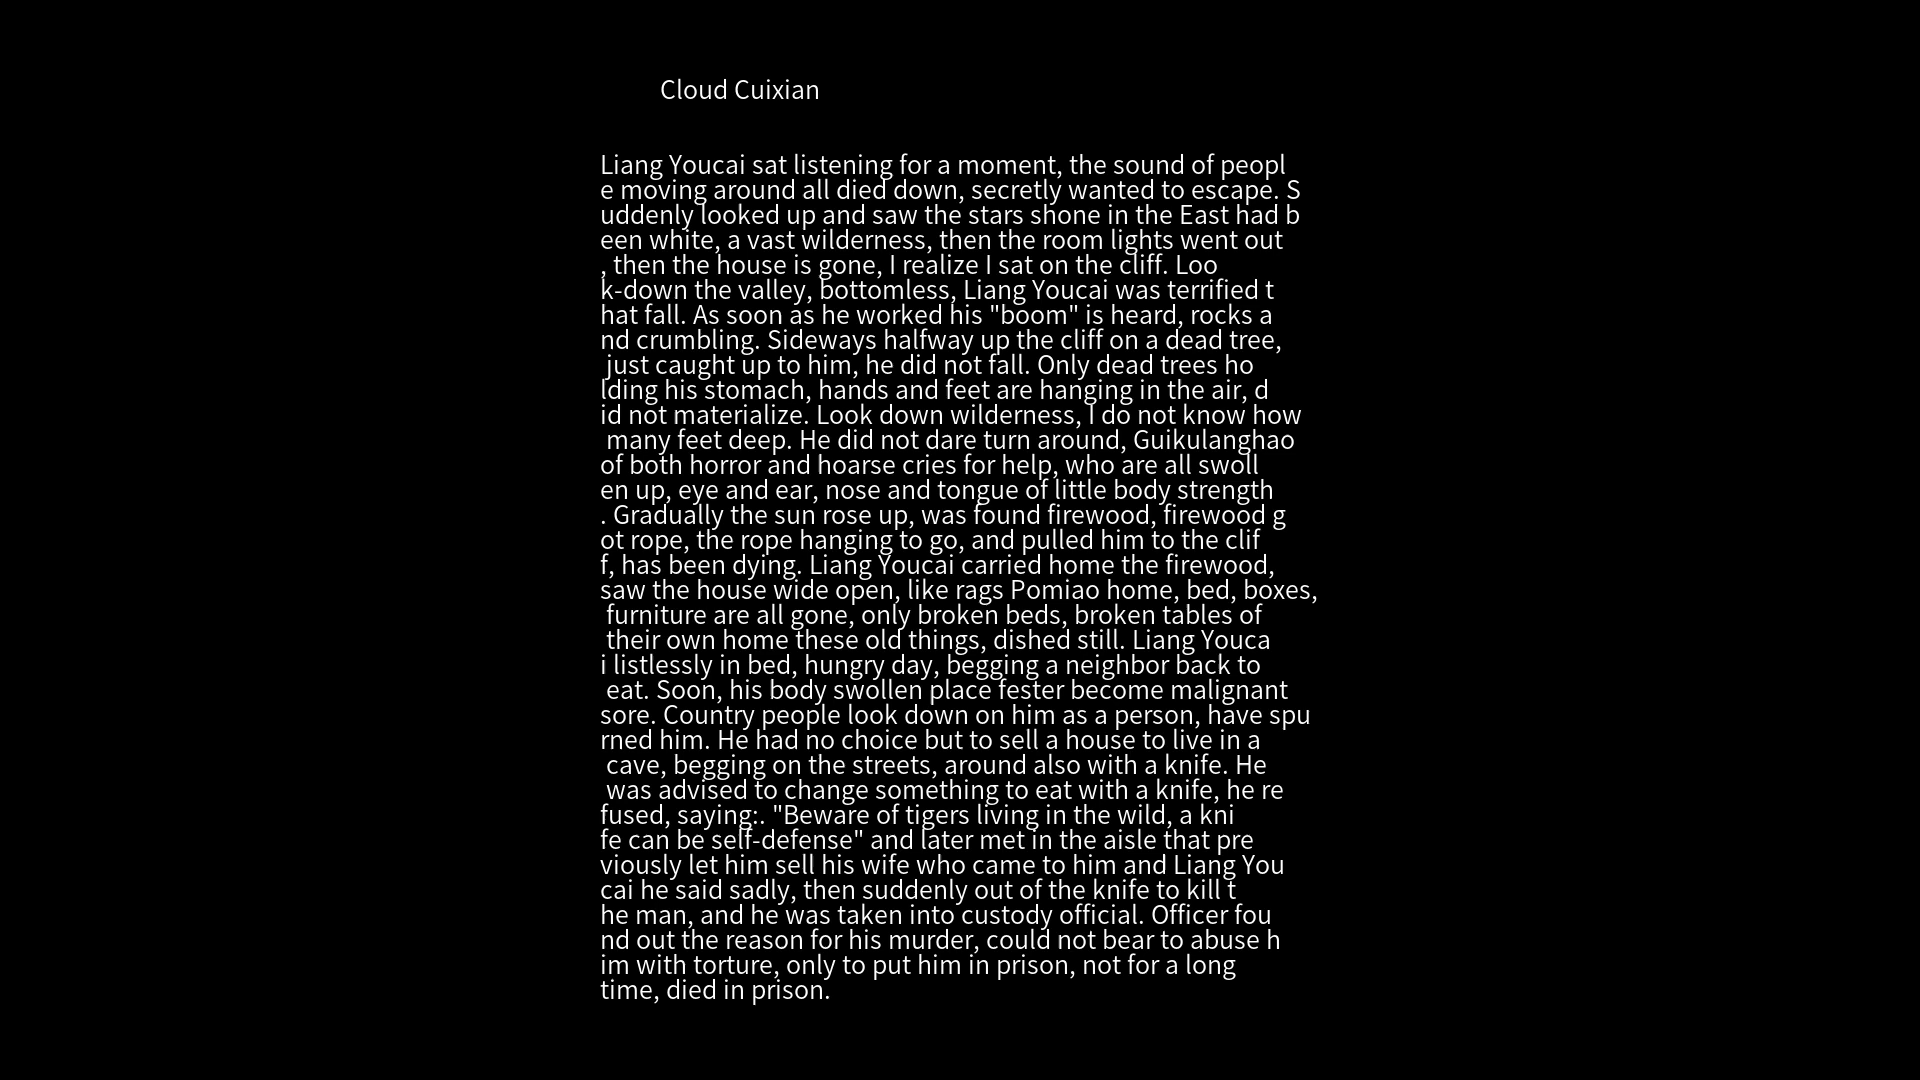 Cloud Cuixian
Liang Youcai sat listening for a moment, the sound of peopl
e moving around all died down, secretly wanted to escape. S
uddenly looked up and saw the stars shone in the East had b
een white, a vast wilderness, then the room lights went out
, then the house is gone, I realize I sat on the cliff. Loo
k-down the valley, bottomless, Liang Youcai was terrified t
hat fall. As soon as he worked his "boom" is heard, rocks a
nd crumbling. Sideways halfway up the cliff on a dead tree,
just caught up to him, he did not fall. Only dead trees ho
lding his stomach, hands and feet are hanging in the air, d
id not materialize. Look down wilderness, I do not know how
many feet deep. He did not dare turn around, Guikulanghao
of both horror and hoarse cries for help, who are all swoll
en up, eye and ear, nose and tongue of little body strength
. Gradually the sun rose up, was found firewood, firewood g
ot rope, the rope hanging to go, and pulled him to the clif
f, has been dying. Liang Youcai carried home the firewood,
saw the house wide open, like rags Pomiao home, bed, boxes,
furniture are all gone, only broken beds, broken tables of
their own home these old things, dished still. Liang Youca
i listlessly in bed, hungry day, begging a neighbor back to
eat. Soon, his body swollen place fester become malignant
sore. Country people look down on him as a person, have spu
rned him. He had no choice but to sell a house to live in a
cave, begging on the streets, around also with a knife. He
was advised to change something to eat with a knife, he re
fused, saying:. "Beware of tigers living in the wild, a kni
fe can be self-defense" and later met in the aisle that pre
viously let him sell his wife who came to him and Liang You
cai he said sadly, then suddenly out of the knife to kill t
he man, and he was taken into custody official. Officer fou
nd out the reason for his murder, could not bear to abuse h
im with torture, only to put him in prison, not for a long
time, died in prison.